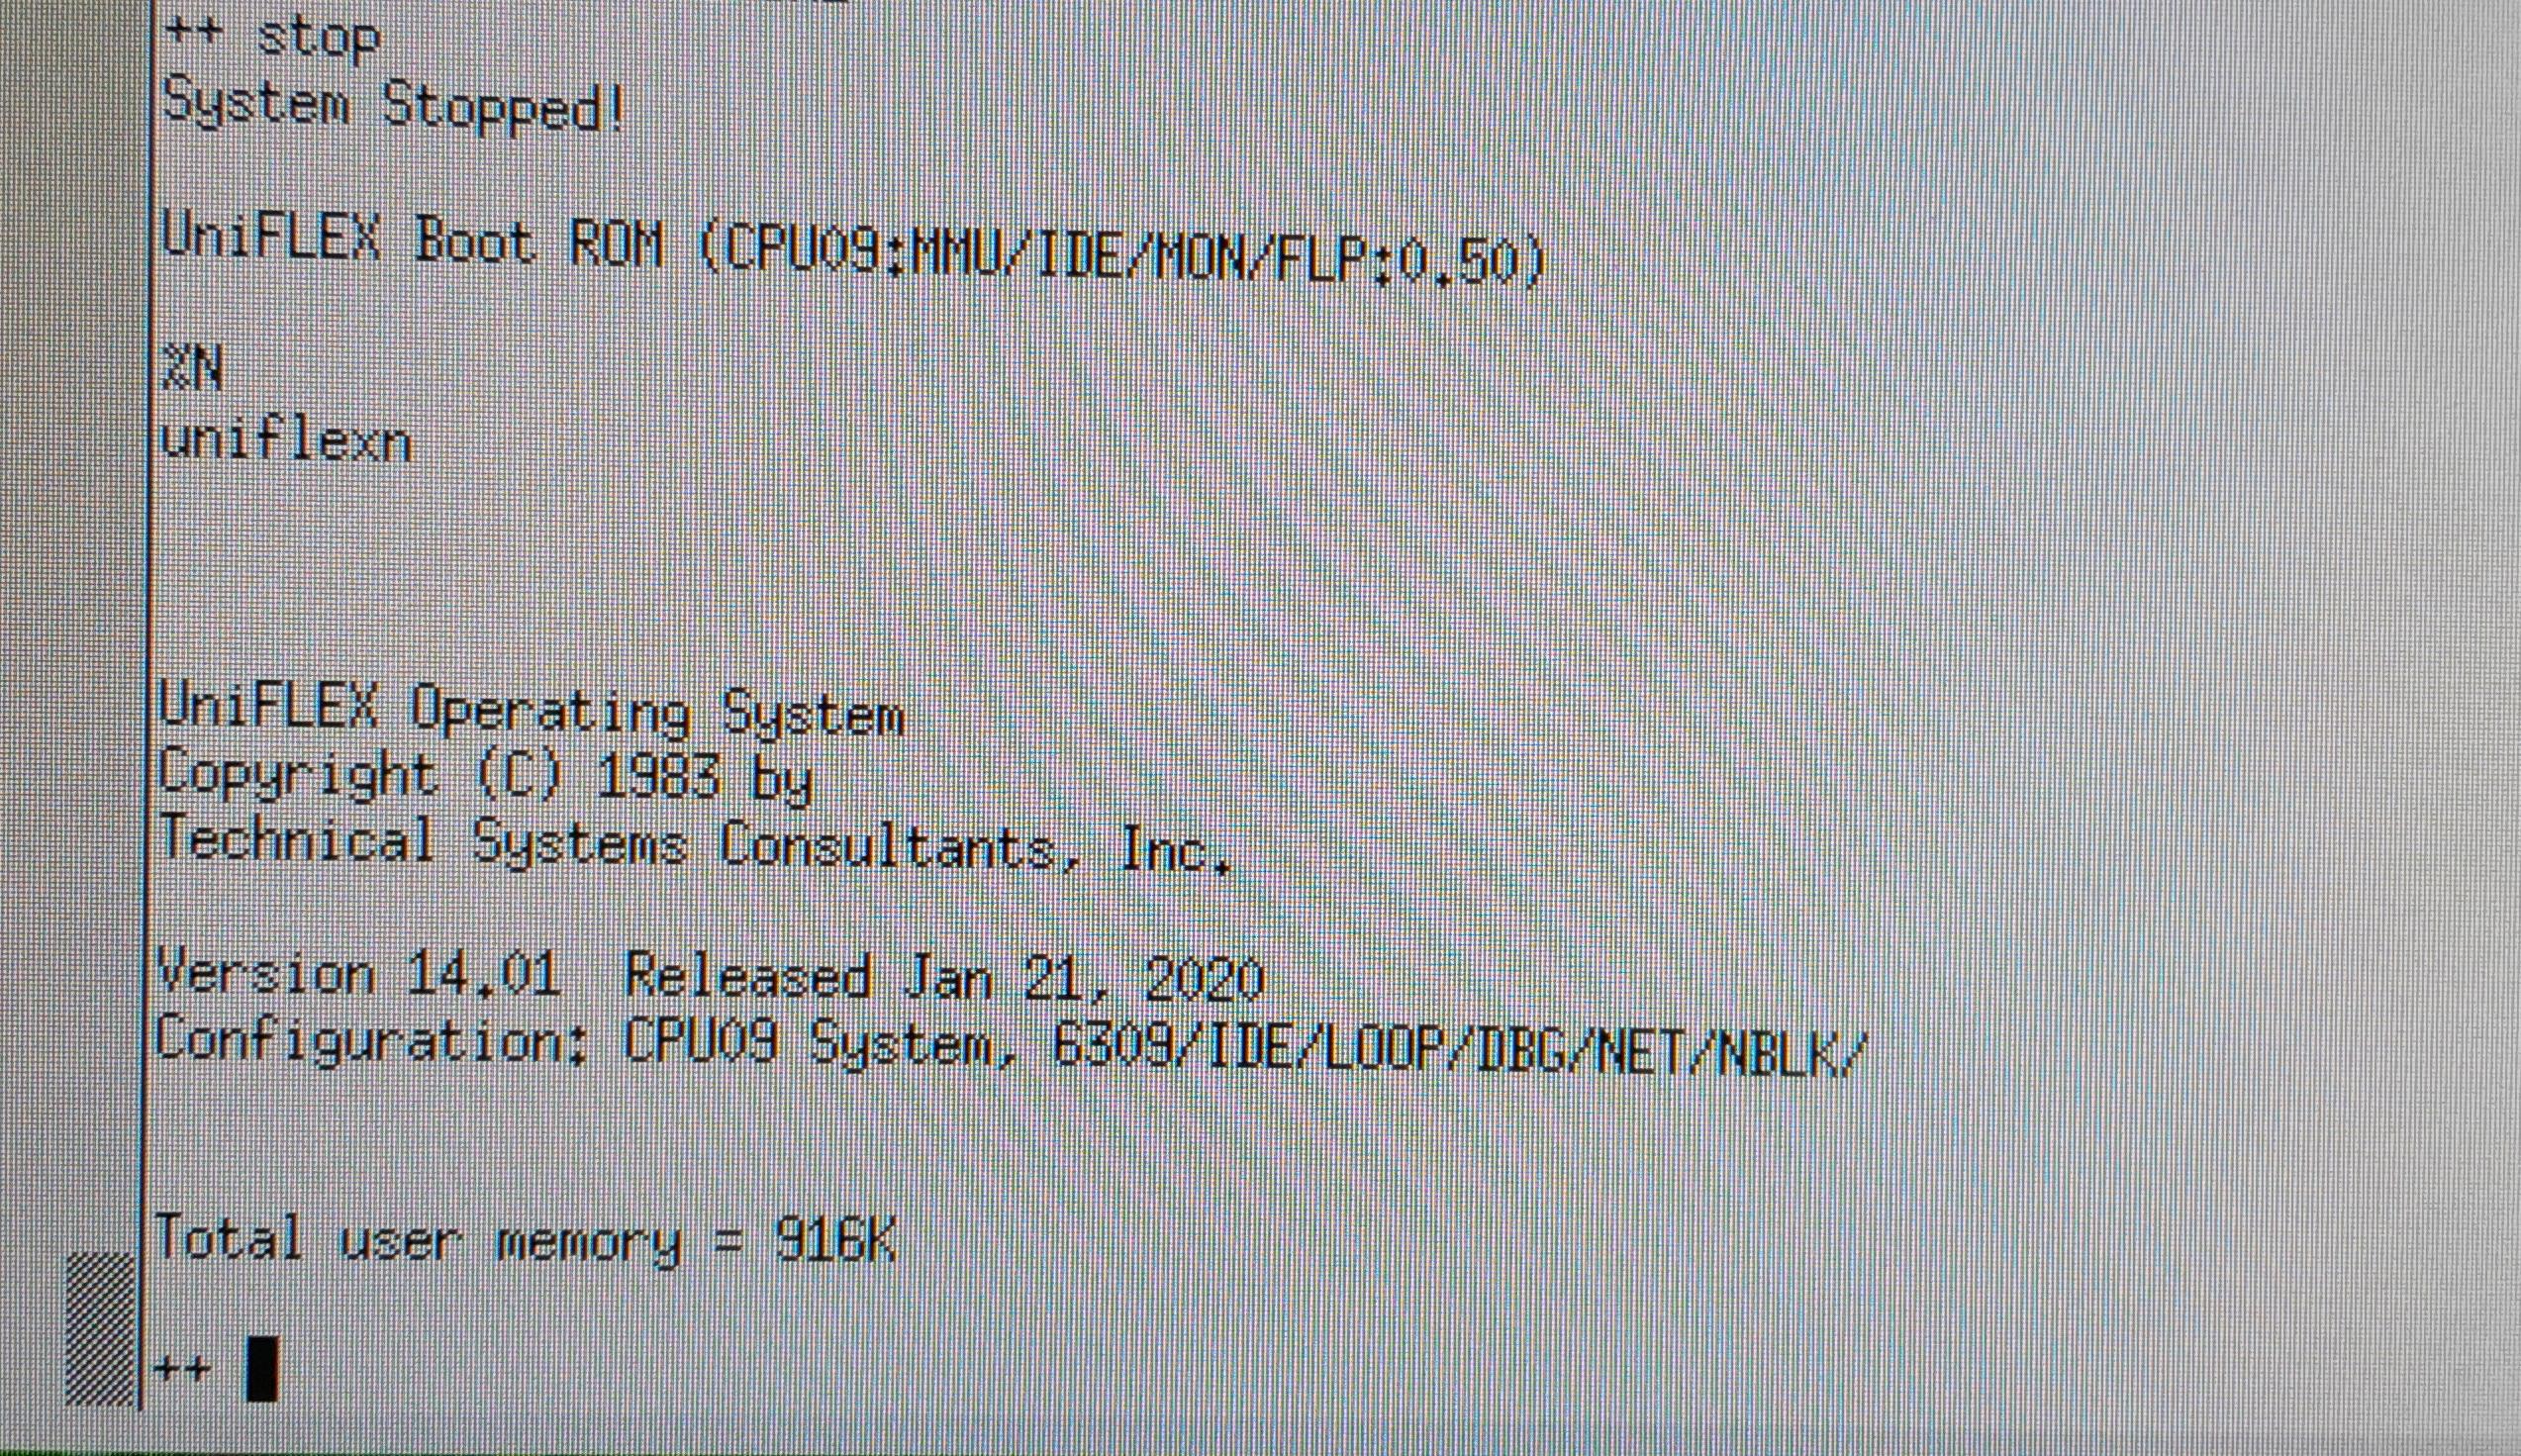 ++ stop
System Stopped!
UniFLEX Boot ROM (CPU09:MMU/IDE/MON/FLP:0.50)
%N
uniflexn
UniFLEX Operating System
Copyright (C) 1983 by
Technical Systems Consultants, Inc.
Version 14.01  Released Jan 21, 2020
Configuration: CPU09 System, 6309/IDE/LOOP/DBG/NET/NBLK/
Total user memory = 916K
++